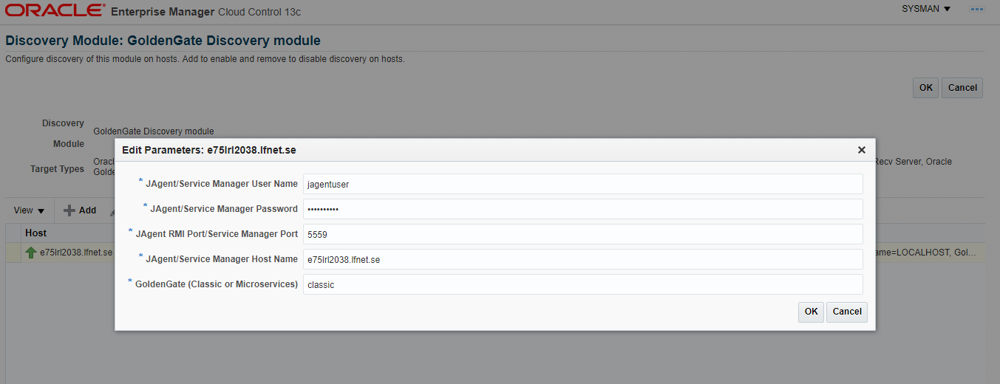 ORACLE Enterprise Manager Cloud Control 13c SYSMAN
Discovery Module: GoldenGate Discovery module
Configure discovery of this module on hosts. Add to enable and remove to disable discovery on hosts.
OK Cancel
Discovery
Module
GoldenGate Discovery module
Target Types
Recv Server, Oracle
Edit Parameters: e75lrl2038.lfnet.se
* JAgent/Service Manager User Name jagentuser
* JAgent/Service Manager Password ••••••••••
* JAgent RMI Port/Service Manager Port 5559
* JAgent/Service Manager Host Name e75lrl2038.lfnet.se
* GoldenGate (Classic or Microservices) classic
OK Cancel
View Add
Host
e75lrl2038.lfnet.se ame=LOCALHOST, Gol...